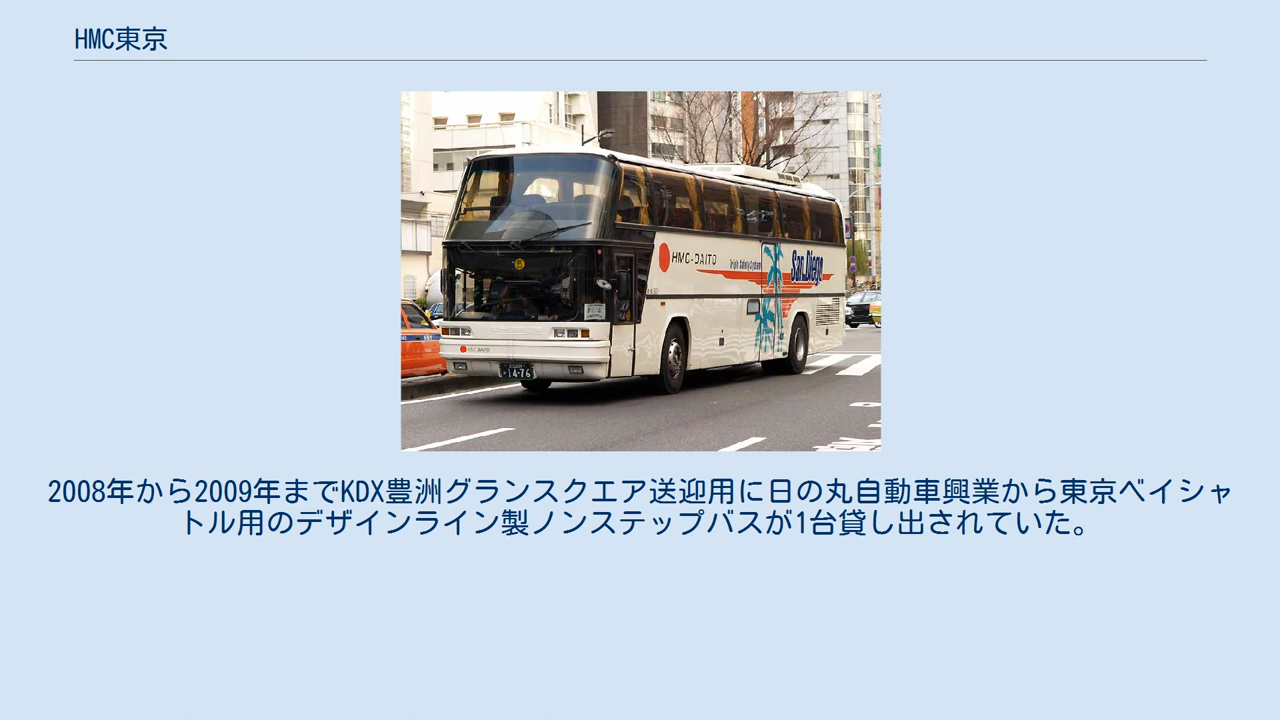 HMC東京
HMC-DAITO
San Diego
HMC-DAITO
14-76
2008年から2009年までKDX豊洲グランスクエア送迎用に日の丸自動車興業から東京ベイシャ
トル用のデザインライン製ノンステップバスが1台貸し出されていた。